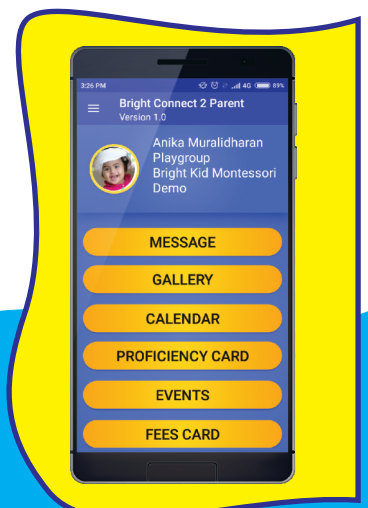 3:26 PM 4G 89%
Bright Connect 2 Parent
Version 1.0
Anika Muralidharan
Playgroup
Bright Kid Montessori
Demo
MESSAGE
GALLERY
CALENDAR
PROFICIENCY CARD
EVENTS
FEES CARD